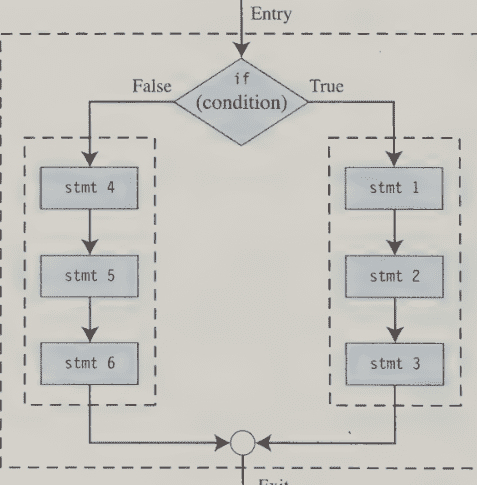 Entry
if
(condition)
False
True
stmt 4
stmt 1
stmt 5
stmt 2
stmt 6
stmt 3
Exit